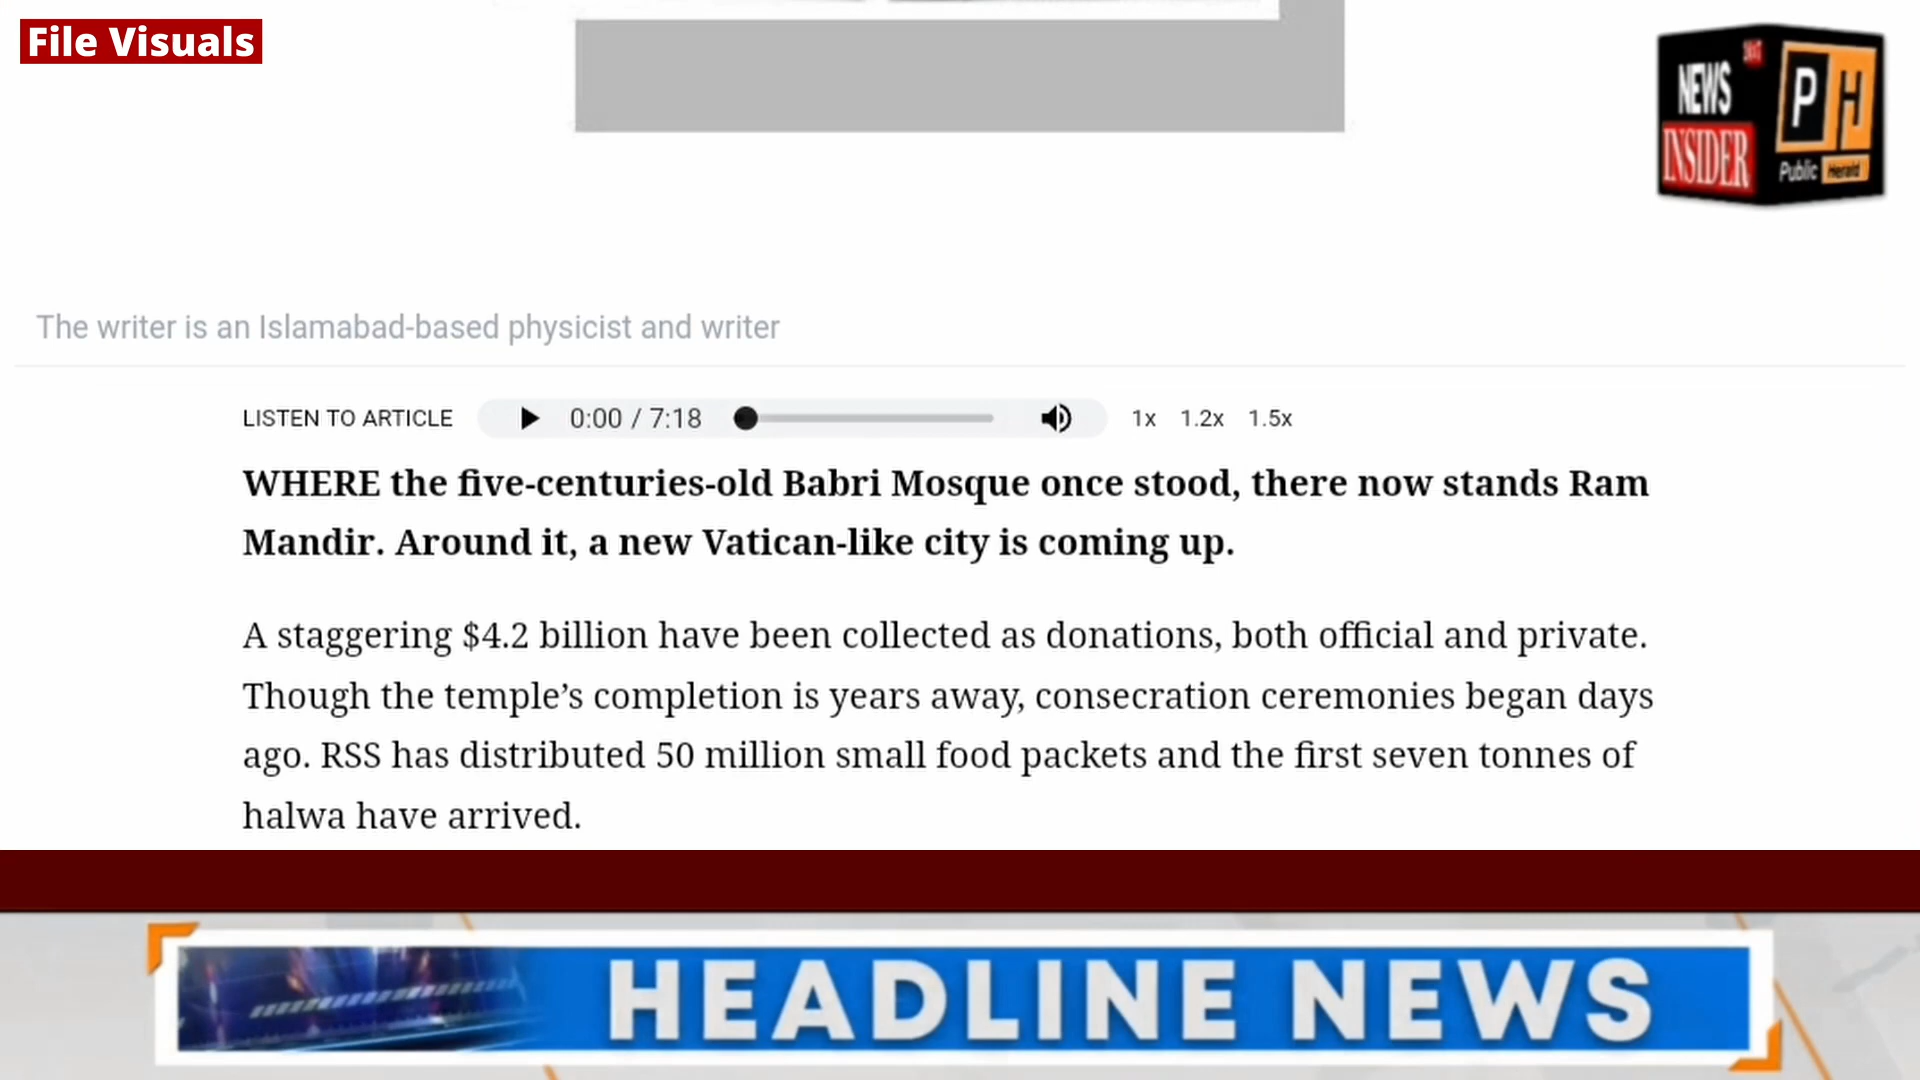 File Visuals
NEWS
24x7
INSIDER
PH
Public Herald
The writer is an Islamabad-based physicist and writer
LISTEN TO ARTICLE 0:00 / 7:18 1x 1.2x 1.5x
WHERE the five-centuries-old Babri Mosque once stood, there now stands Ram
Mandir. Around it, a new Vatican-like city is coming up.
A staggering $4.2 billion have been collected as donations, both official and private.
Though the temple’s completion is years away, consecration ceremonies began days
ago. RSS has distributed 50 million small food packets and the first seven tonnes of
halwa have arrived.
HEADLINE NEWS